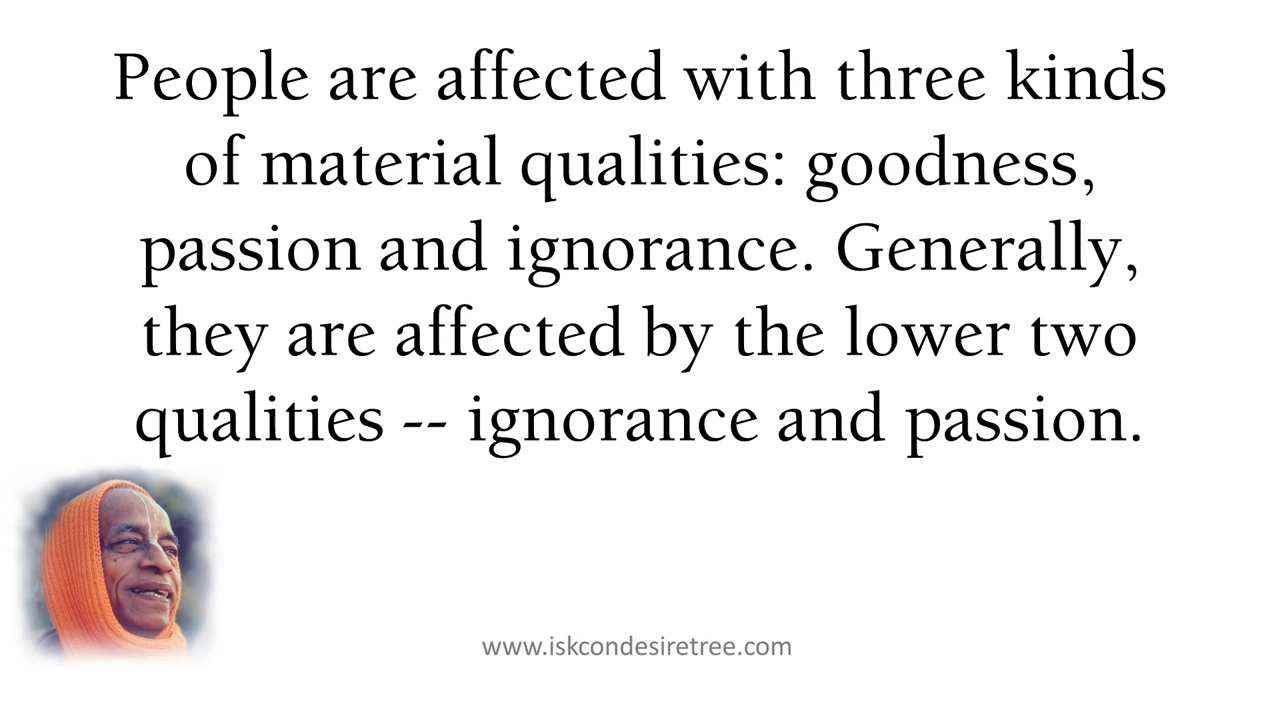 People are affected with three kinds
of material qualities: goodness,
passion and ignorance. Generally,
they are affected by the lower two
qualities -- ignorance and passion.
www.iskcondesiretree.com